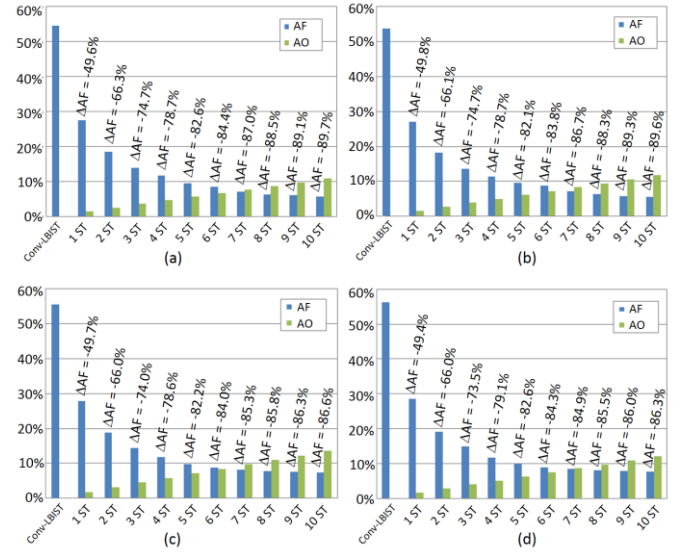 60%
50%
40%
30%
20%
10%
0%
AF
AO
ΔAF = -49.6%
ΔAF = -66.3%
ΔAF = -74.7%
ΔAF = -78.7%
ΔAF = -82.6%
ΔAF = -84.4%
ΔAF = -87.0%
ΔAF = -88.5%
ΔAF = -89.1%
ΔAF = -89.7%
Conv-LBIST
1 ST
2 ST
3 ST
4 ST
5 ST
6 ST
7 ST
8 ST
9 ST
10 ST
(a)
60%
50%
40%
30%
20%
10%
0%
AF
AO
ΔAF = -49.8%
ΔAF = -66.1%
ΔAF = -74.7%
ΔAF = -78.7%
ΔAF = -82.1%
ΔAF = -83.8%
ΔAF = -86.7%
ΔAF = -88.3%
ΔAF = -89.3%
ΔAF = -89.6%
Conv-LBIST
1 ST
2 ST
3 ST
4 ST
5 ST
6 ST
7 ST
8 ST
9 ST
10 ST
(b)
60%
50%
40%
30%
20%
10%
0%
AF
AO
ΔAF = -49.7%
ΔAF = -66.0%
ΔAF = -74.0%
ΔAF = -78.6%
ΔAF = -82.2%
ΔAF = -84.0%
ΔAF = -85.3%
ΔAF = -85.8%
ΔAF = -86.3%
ΔAF = -86.6%
Conv-LBIST
1 ST
2 ST
3 ST
4 ST
5 ST
6 ST
7 ST
8 ST
9 ST
10 ST
(c)
60%
50%
40%
30%
20%
10%
0%
AF
AO
ΔAF = -49.4%
ΔAF = -66.0%
ΔAF = -73.5%
ΔAF = -79.1%
ΔAF = -82.6%
ΔAF = -84.3%
ΔAF = -84.9%
ΔAF = -85.5%
ΔAF = -86.0%
ΔAF = -86.3%
Conv-LBIST
1 ST
2 ST
3 ST
4 ST
5 ST
6 ST
7 ST
8 ST
9 ST
10 ST
(d)